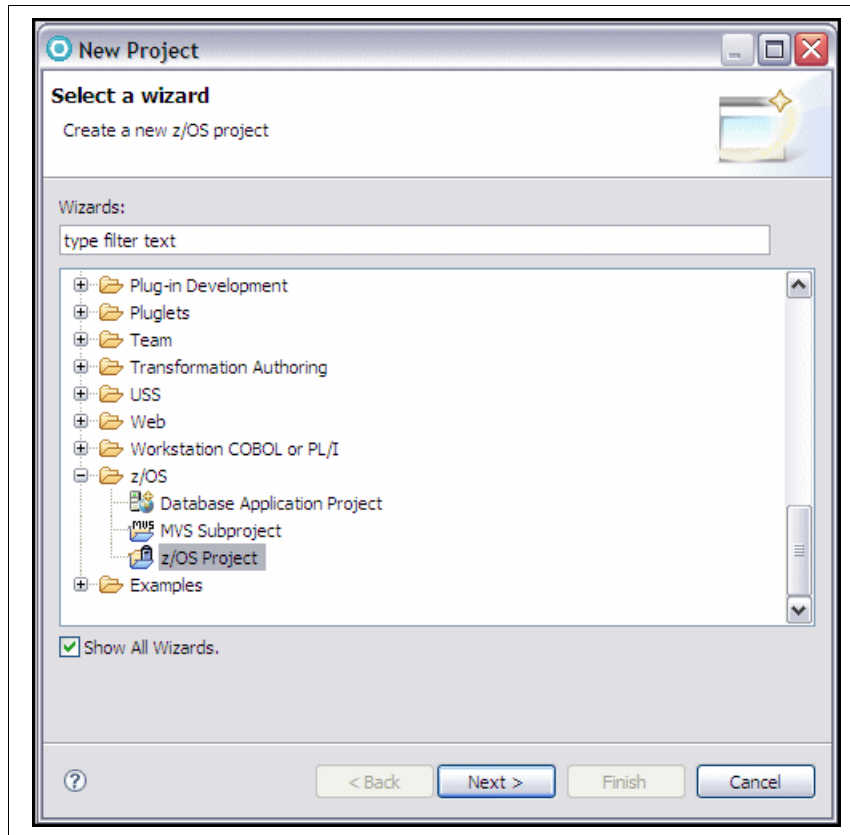 New Project
Select a wizard
Create a new z/OS project
Wizards:
type filter text
Plug-in Development
Pluglets
Team
Transformation Authoring
USS
Web
Workstation COBOL or PL/I
z/OS
Database Application Project
MVS MVS Subproject
z/OS Project
Examples
Show All Wizards.
? < Back Next > Finish Cancel